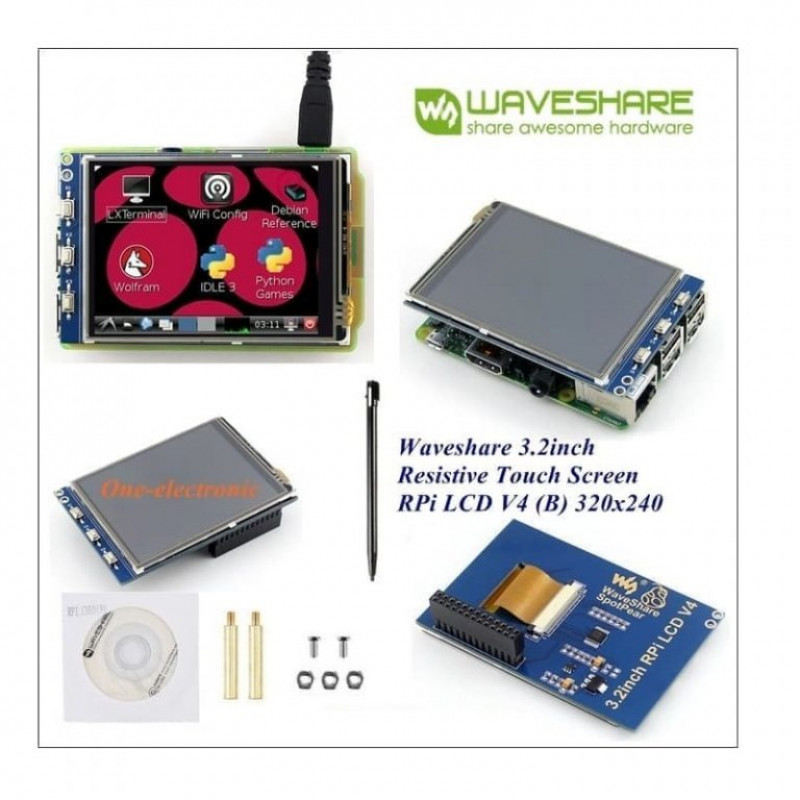 WAVESHARE
share awesome hardware
LXTerminal
WiFi Config
Debian
Reference
Wolfram
IDLE 3
Python
Games
03:11
Waveshare 3.2inch
Resistive Touch Screen
RPi LCD V4 (B) 320x240
One-electronic
WaveShare
SpotPear
3.2inch RPi LCD V4